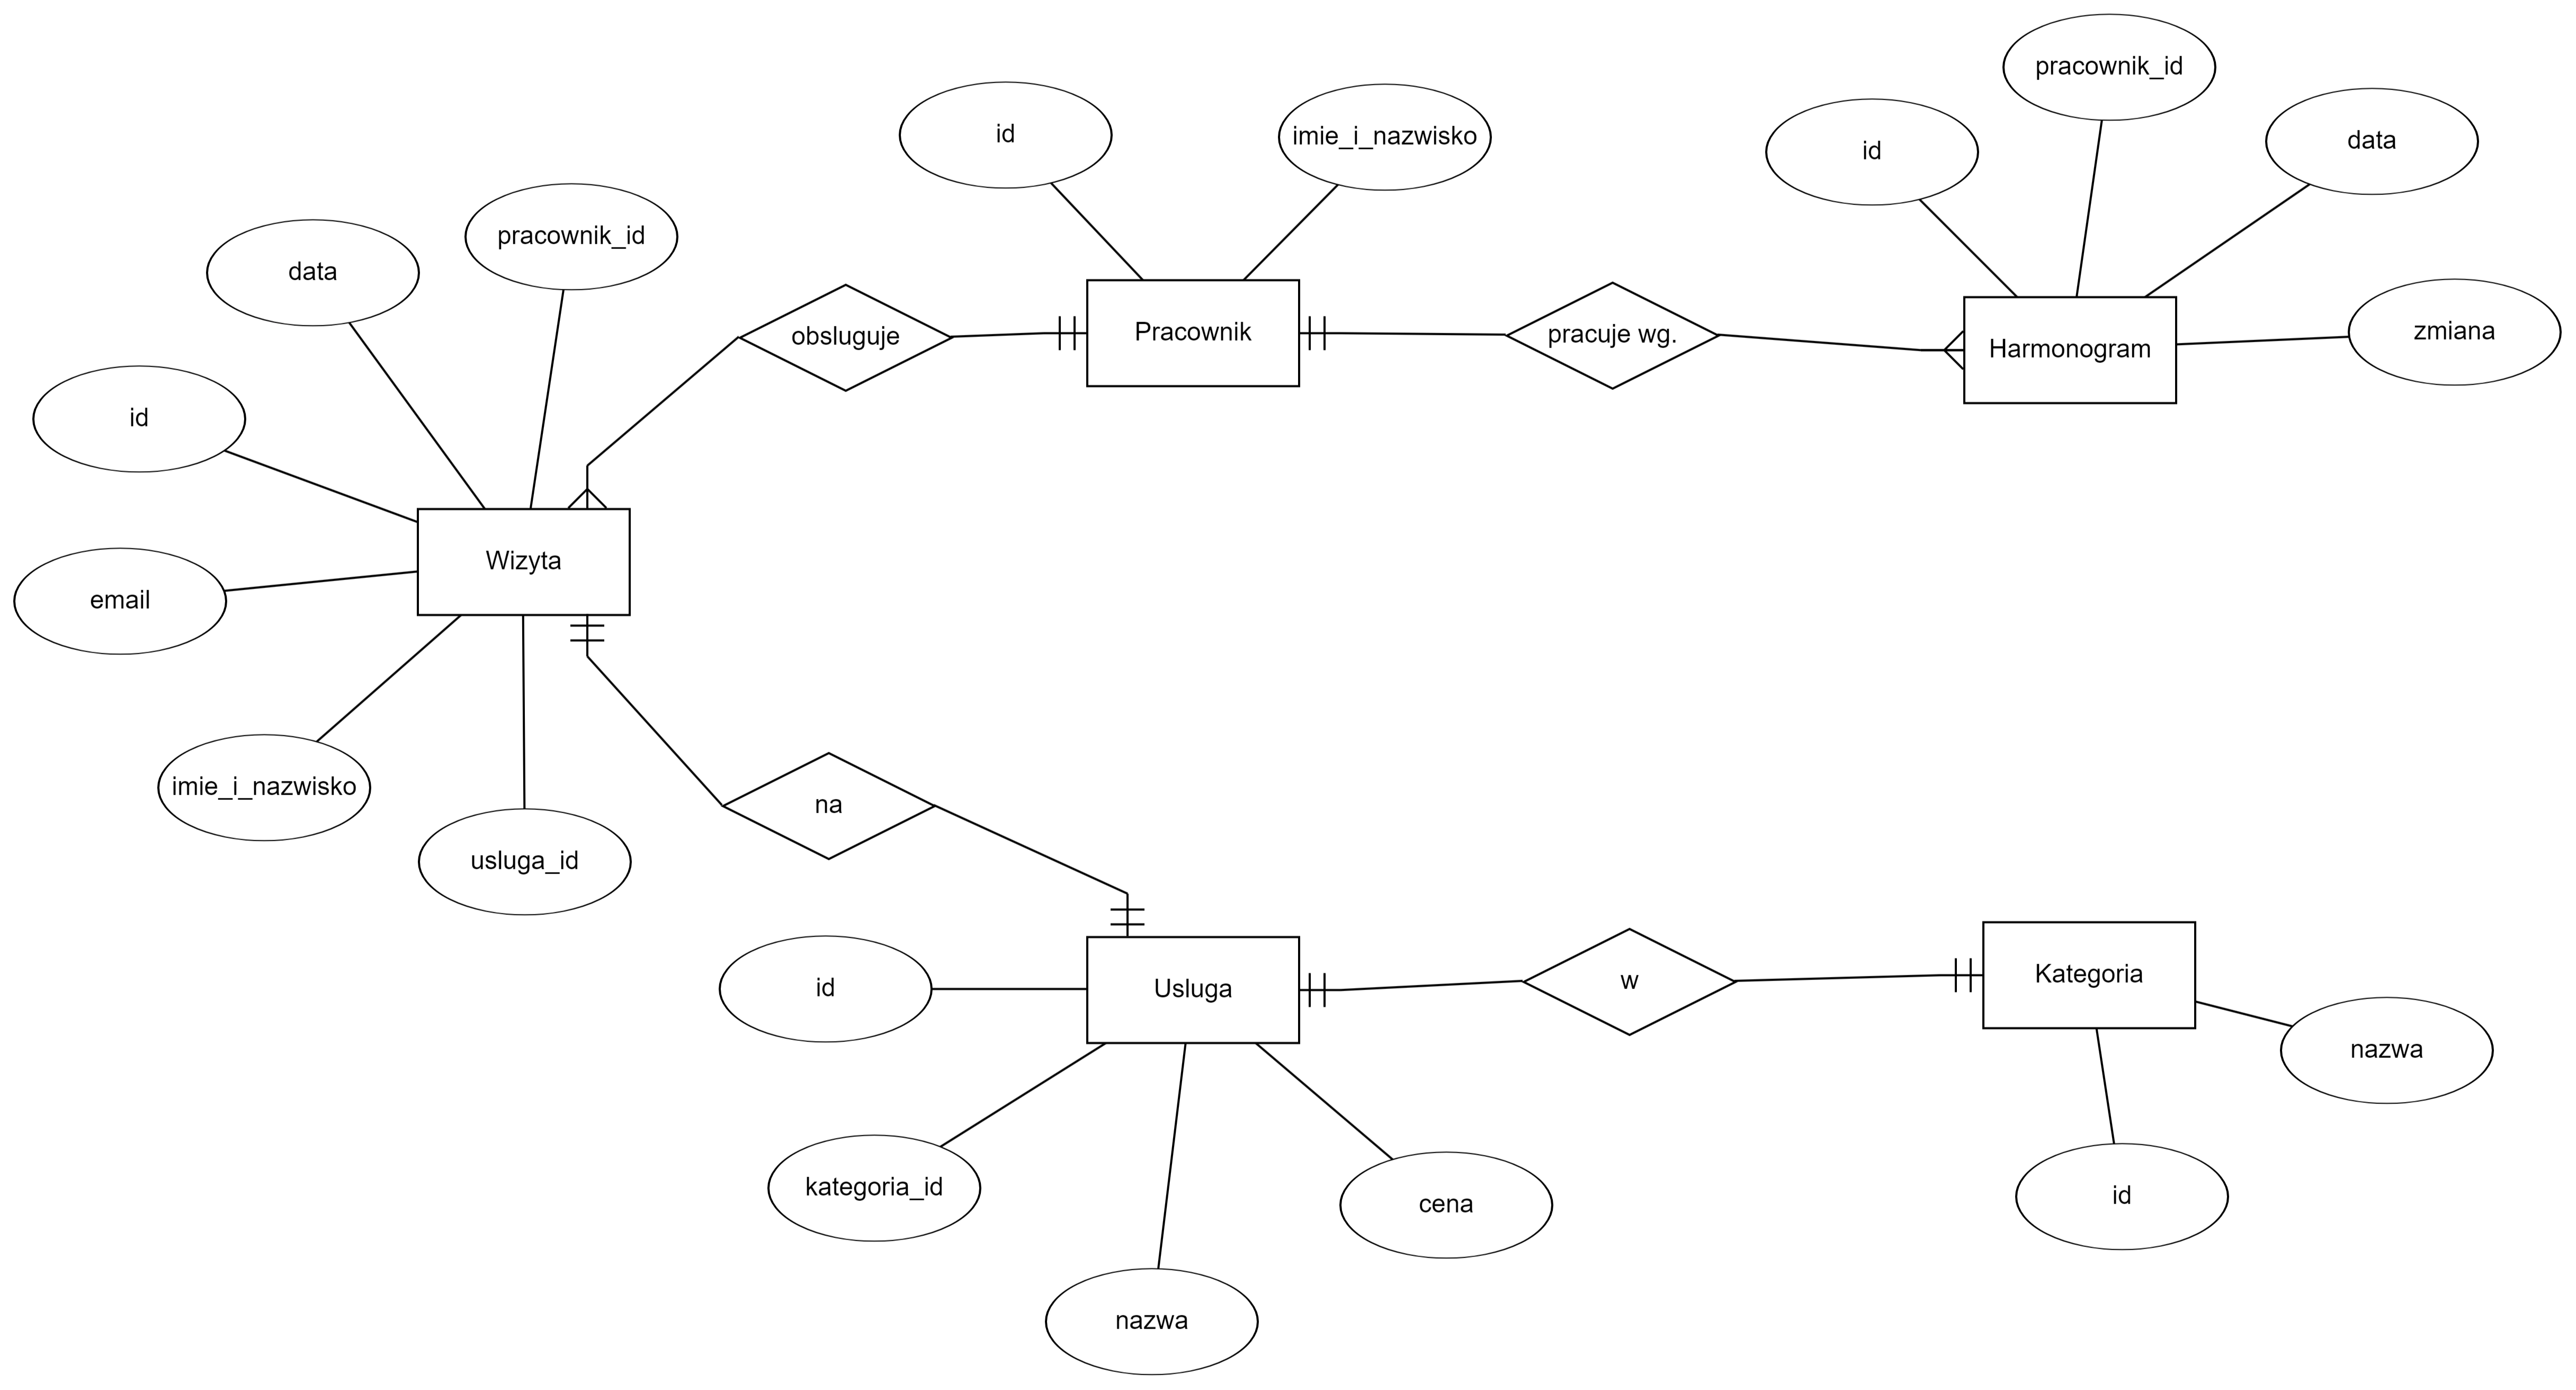 pracownik_id
id
imie_i_nazwisko
id
data
data
pracownik_id
obsluguje
Pracownik
pracuje wg.
Harmonogram
zmiana
id
Wizyta
email
imie_i_nazwisko
usluga_id
na
id
Usluga
w
Kategoria
nazwa
kategoria_id
cena
id
nazwa